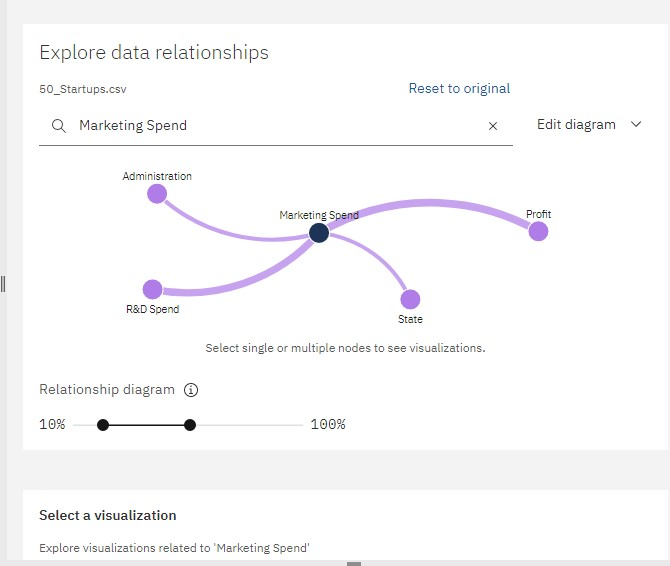 Explore data relationships
50_Startups.csv
Reset to original
Marketing Spend
Edit diagram
Administration
Marketing Spend
Profit
R&D Spend
State
Select single or multiple nodes to see visualizations.
Relationship diagram
10%
100%
Select a visualization
Explore visualizations related to 'Marketing Spend'